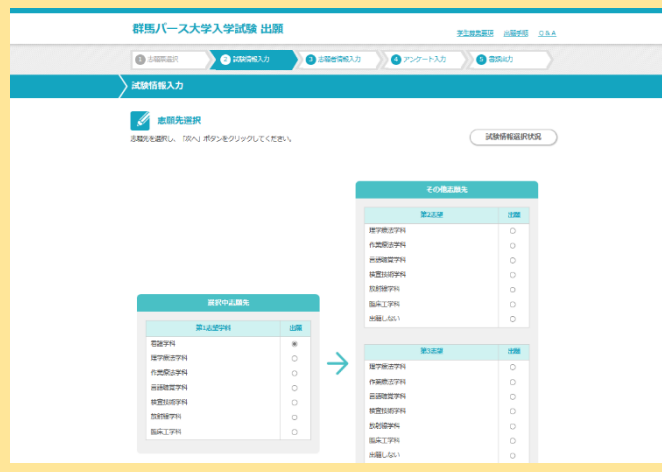 群馬パース大学入学試験 出願
学生募集要項 出願手順 Q&A
1 志願票選択
2 試験情報入力
3 志願者情報入力
4 アンケート入力
5 書類出力
試験情報入力
志願先選択
志願先を選択し、「次へ」ボタンをクリックしてください。
試験情報選択状況
選択中志願先
第1志望学科 出願
看護学科
理学療法学科
作業療法学科
言語聴覚学科
検査技術学科
放射線学科
臨床工学科
その他志願先
第2志望 出願
理学療法学科
作業療法学科
言語聴覚学科
検査技術学科
放射線学科
臨床工学科
出願しない
第3志望 出願
理学療法学科
作業療法学科
言語聴覚学科
検査技術学科
放射線学科
臨床工学科
出願しない